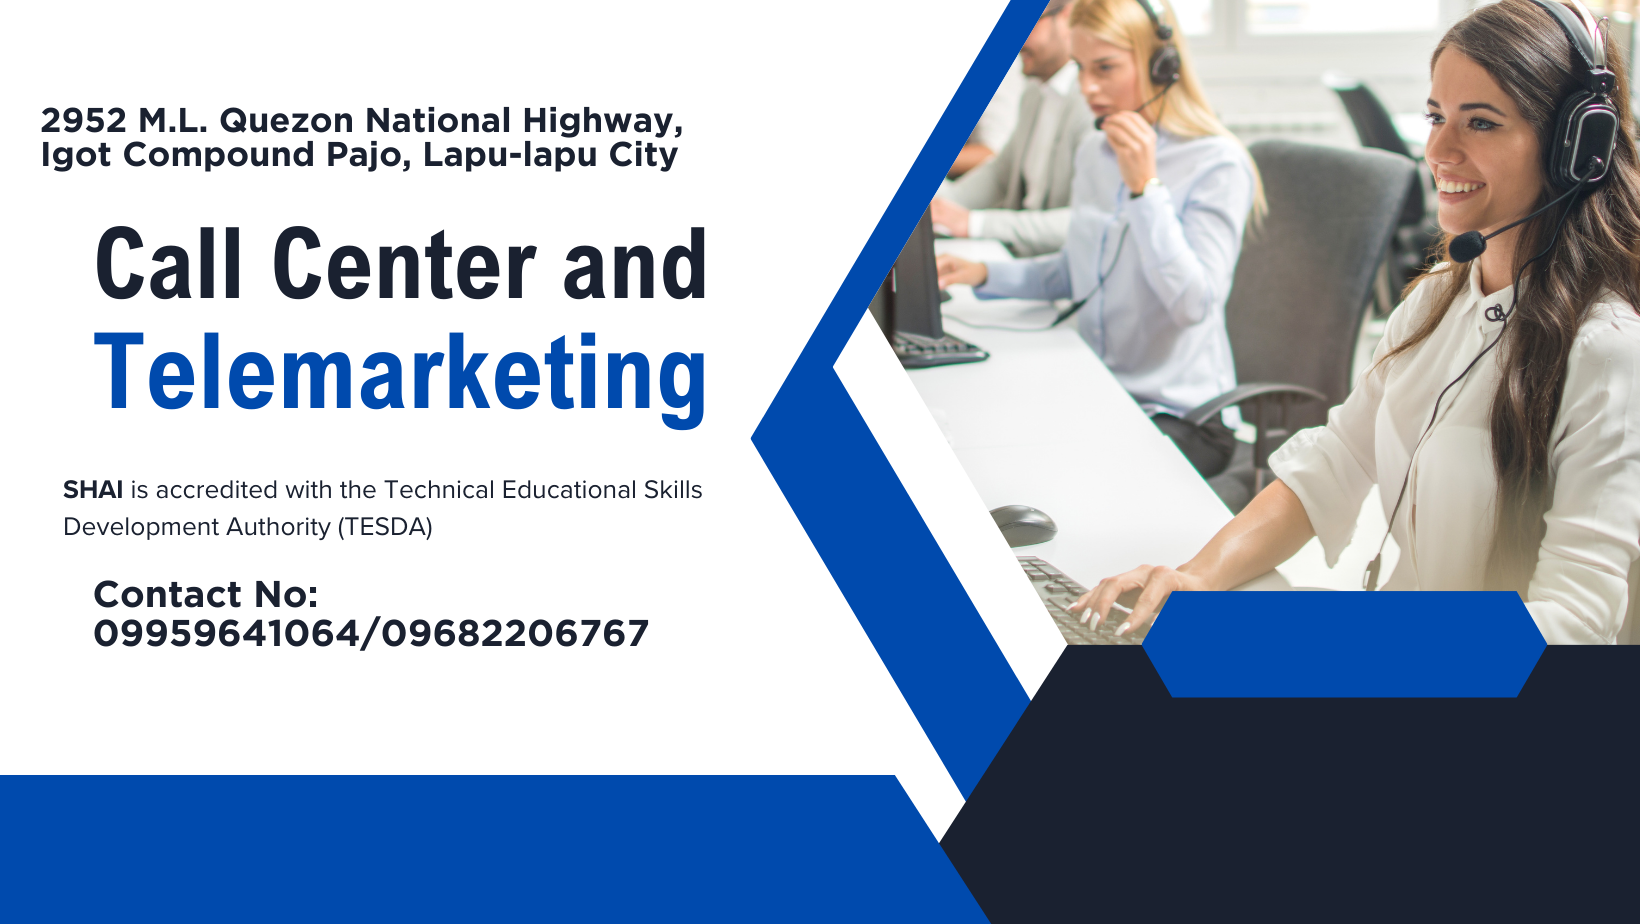 2952 M.L. Quezon National Highway,
Igot Compound Pajo, Lapu-lapu City
Call Center and
Telemarketing
SHAI is accredited with the Technical Educational Skills
Development Authority (TESDA)
Contact No:
09959641064/09682206767